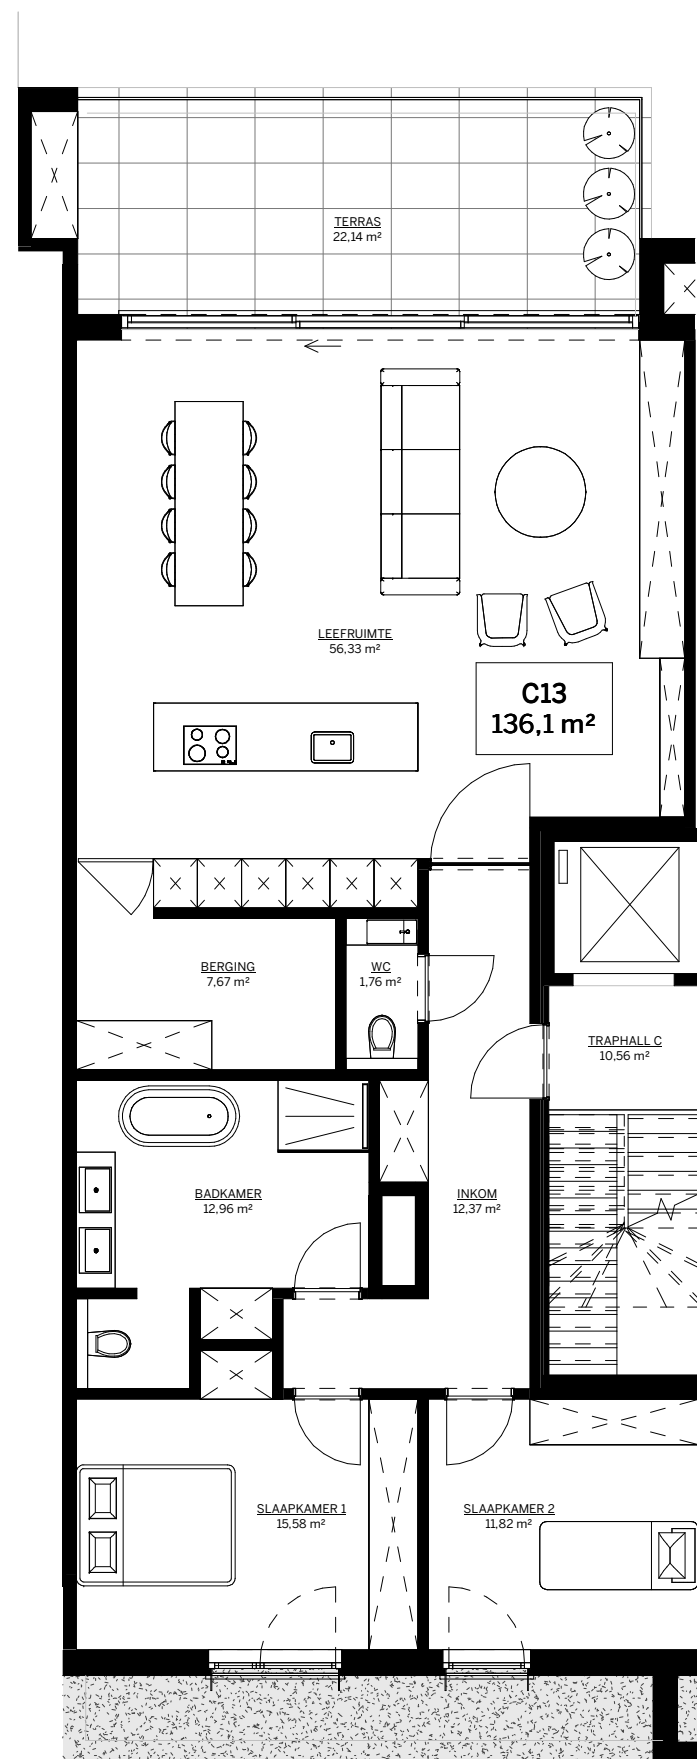 TERRAS
22,14 m²
LEEFRUIMTE
56,33 m²
C13
136,1 m²
BERGING
7,67 m²
WC
1,76 m²
TRAPHALL C
10,56 m²
BADKAMER
12,96 m²
INKOM
12,37 m²
SLAAPKAMER 1
15,58 m²
SLAAPKAMER 2
11,82 m²